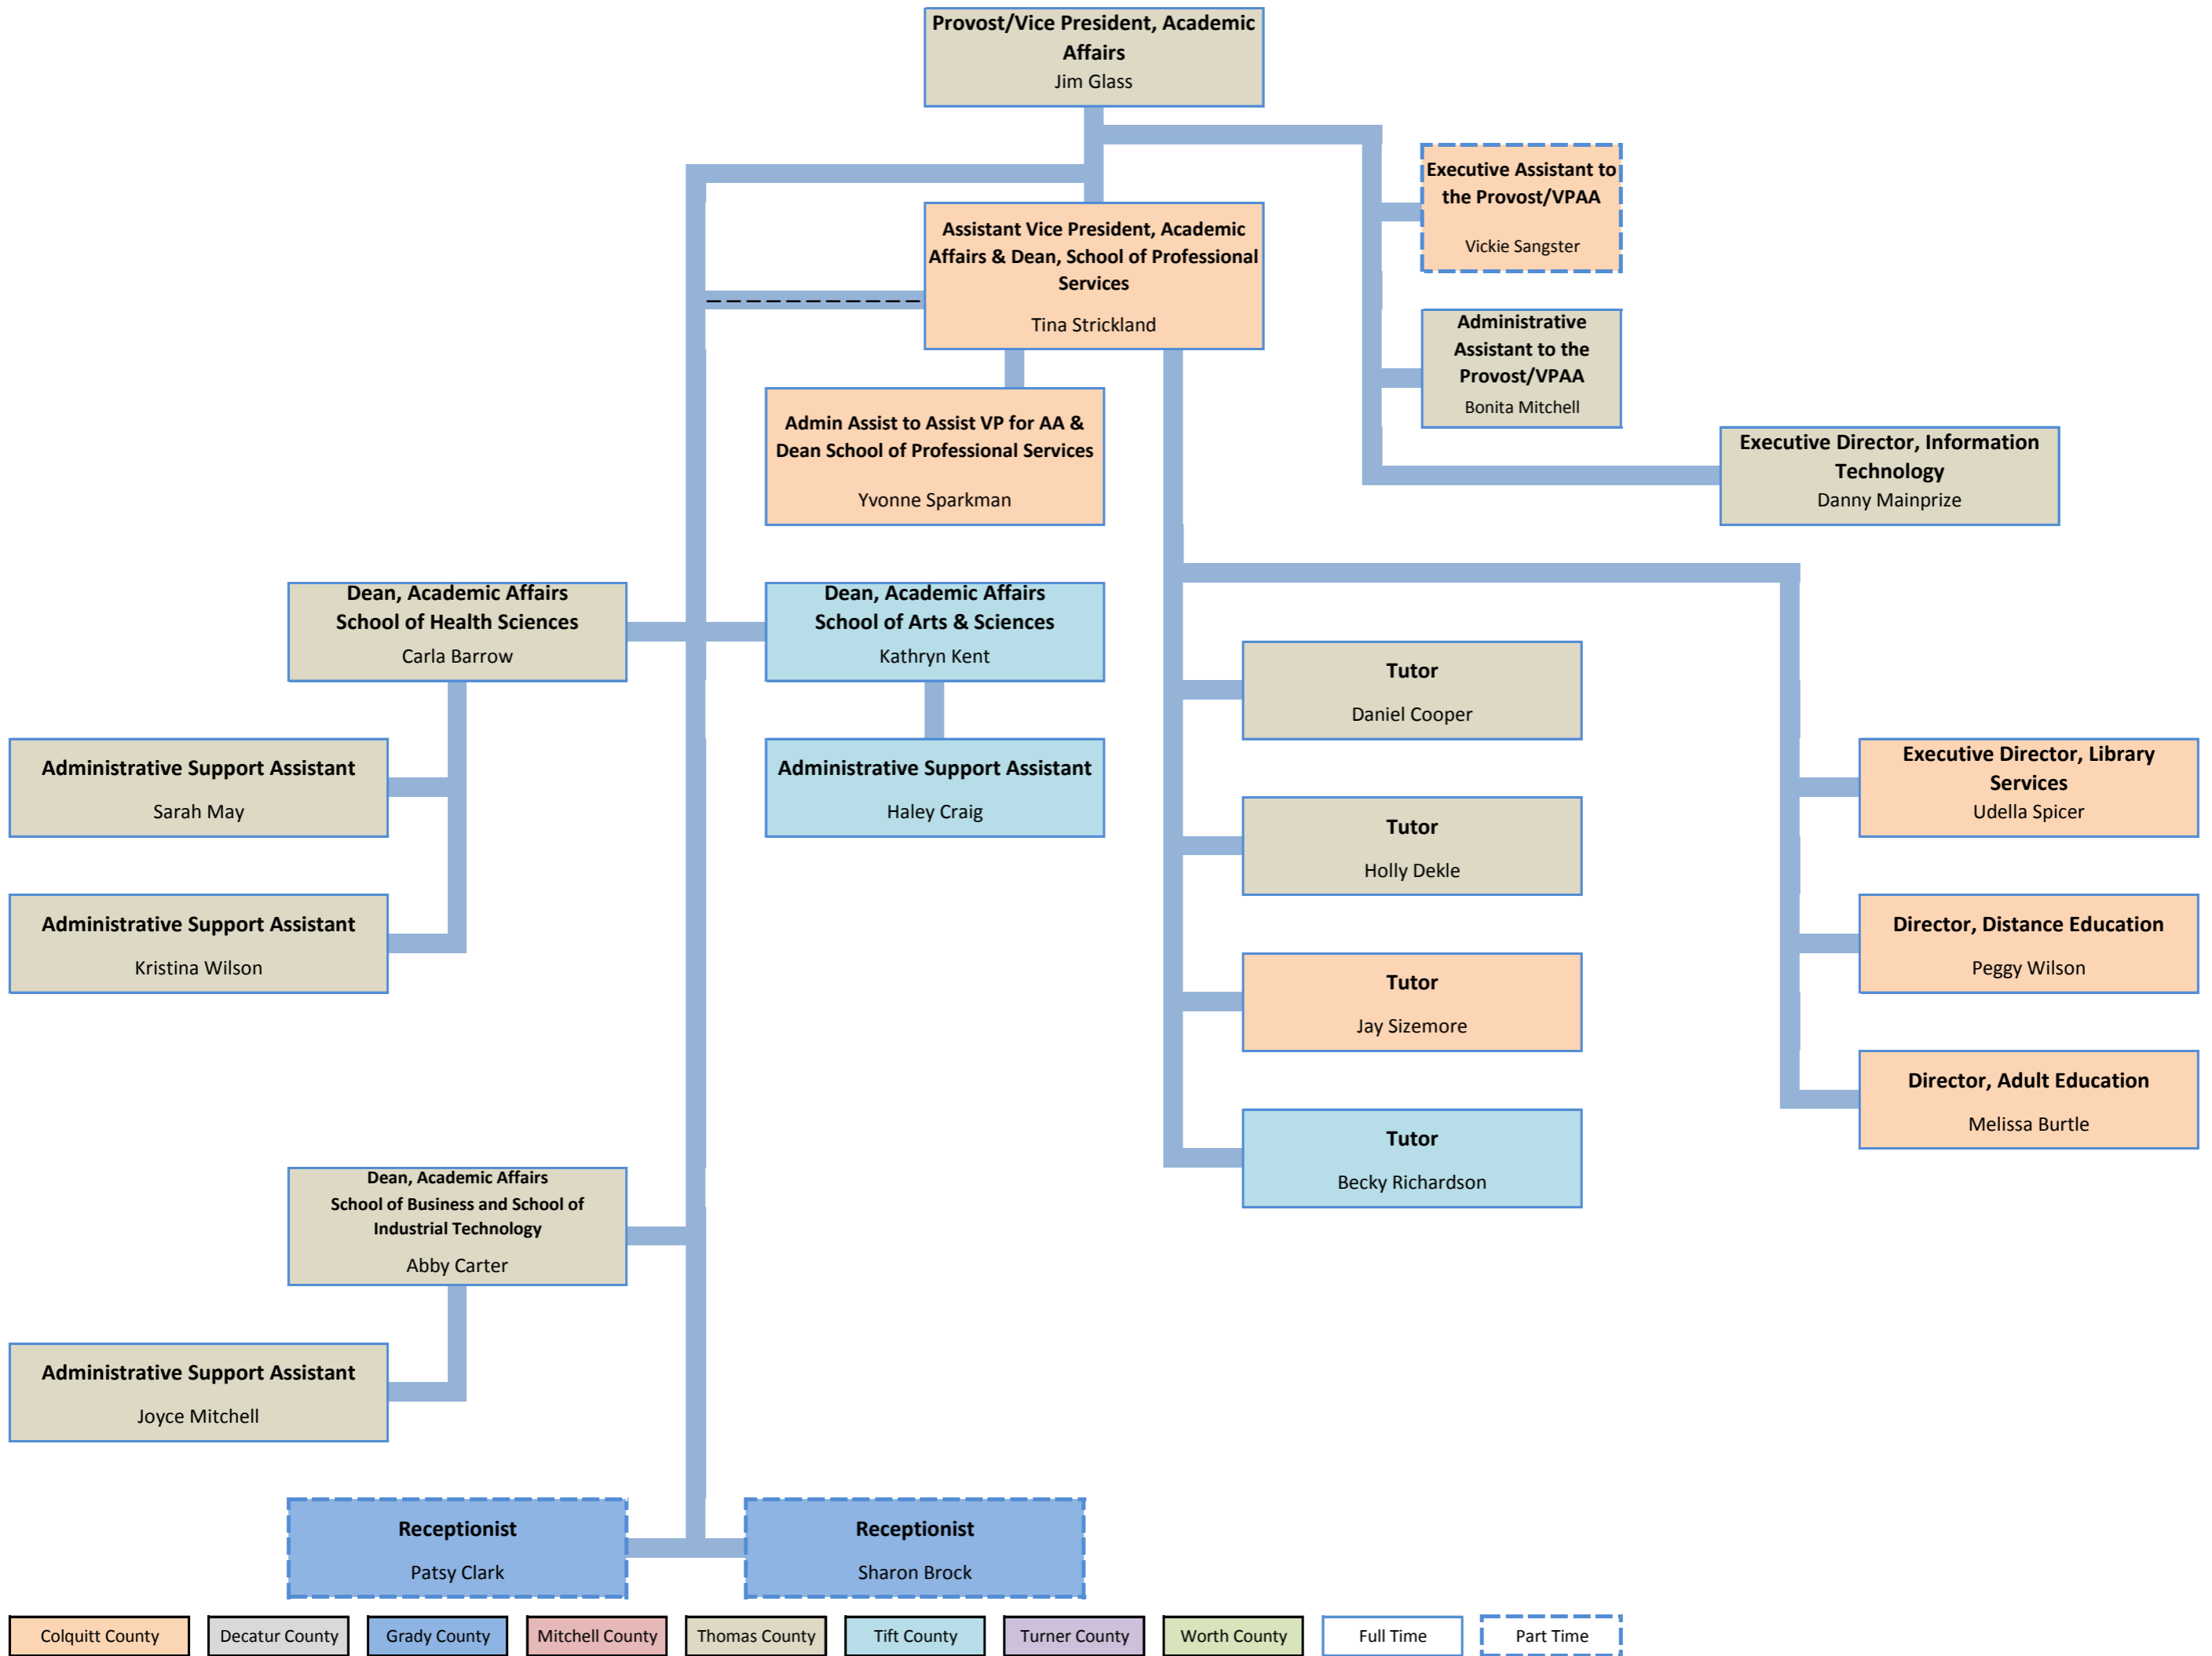 Provost/Vice President, Academic
Affairs
Jim Glass
Executive Assistant to
the Provost/VPAA
Vickie Sangster
Assistant Vice President, Academic
Affairs & Dean, School of Professional
Services
Tina Strickland
Administrative
Assistant to the
Provost/VPAA
Bonita Mitchell
Admin Assist to Assist VP for AA &
Dean School of Professional Services
Yvonne Sparkman
Executive Director, Information
Technology
Danny Mainprize
Dean, Academic Affairs
School of Health Sciences
Carla Barrow
Dean, Academic Affairs
School of Arts & Sciences
Kathryn Kent
Tutor
Daniel Cooper
Administrative Support Assistant
Sarah May
Administrative Support Assistant
Haley Craig
Executive Director, Library
Services
Udella Spicer
Tutor
Holly Dekle
Administrative Support Assistant
Kristina Wilson
Director, Distance Education
Peggy Wilson
Tutor
Jay Sizemore
Director, Adult Education
Melissa Burtle
Tutor
Becky Richardson
Dean, Academic Affairs
School of Business and School of
Industrial Technology
Abby Carter
Administrative Support Assistant
Joyce Mitchell
Receptionist
Patsy Clark
Receptionist
Sharon Brock
Colquitt County
Decatur County
Grady County
Mitchell County
Thomas County
Tift County
Turner County
Worth County
Full Time
Part Time